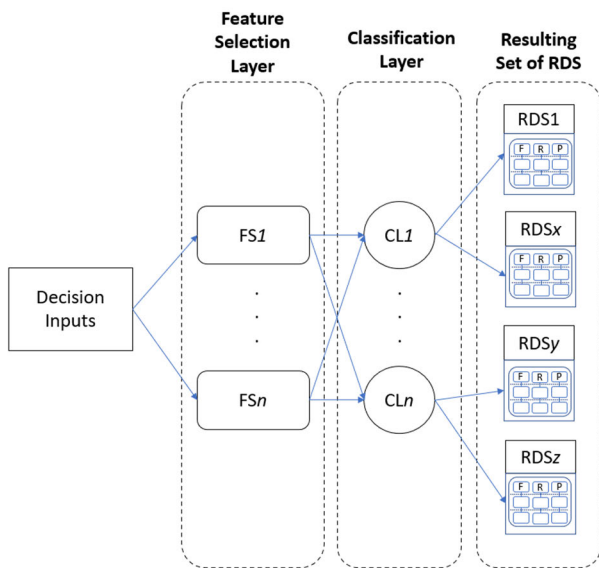 Feature
Selection
Layer
Classification
Layer
Resulting
Set of RDS
RDS1
F R P
RDSx
F R P
FS1
CL1
Decision
Inputs
RDSy
F R P
FSn
CLn
RDSz
F R P